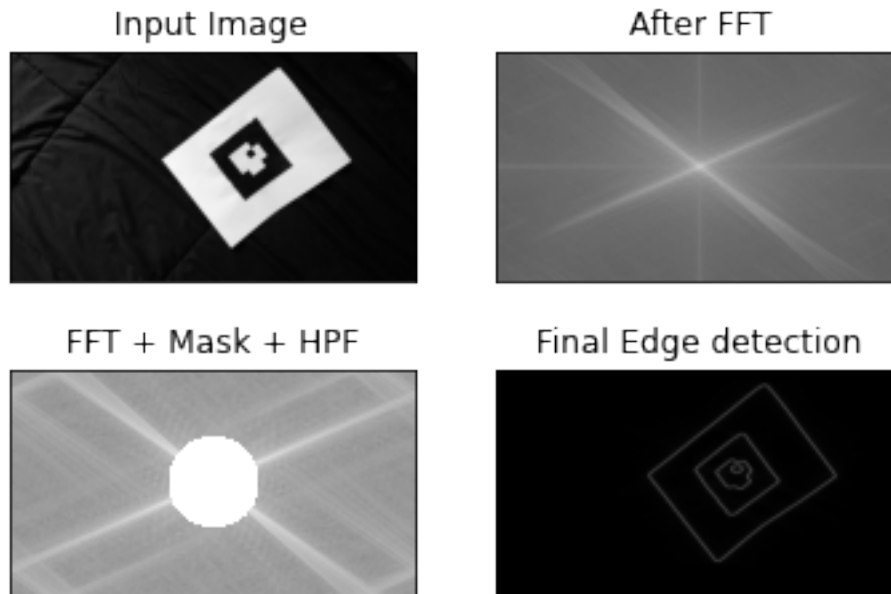 Input Image
After FFT
FFT + Mask + HPF
Final Edge detection